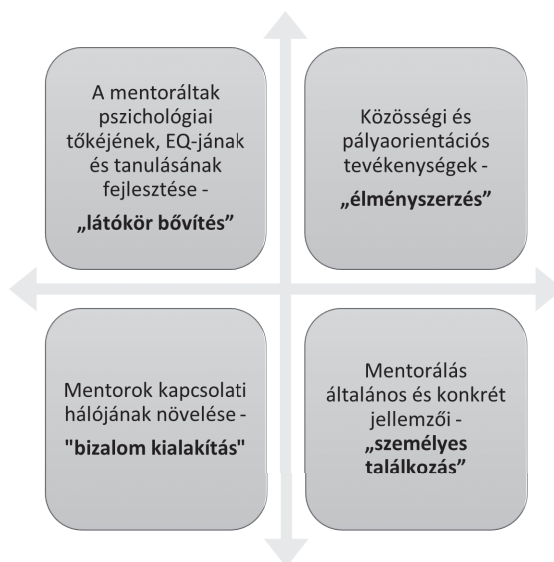 A mentoráltak
pszichológiai
tőkéjének, EQ-jának
és tanulásának
fejlesztése -
„látókör bővítés”
Közösségi és
pályaorientációs
tevékenységek -
„élményszerzés”
Mentorok kapcsolati
hálójának növelése -
"bizalom kialakítás"
Mentorálás
általános és konkrét
jellemzői -
„személyes
találkozás”